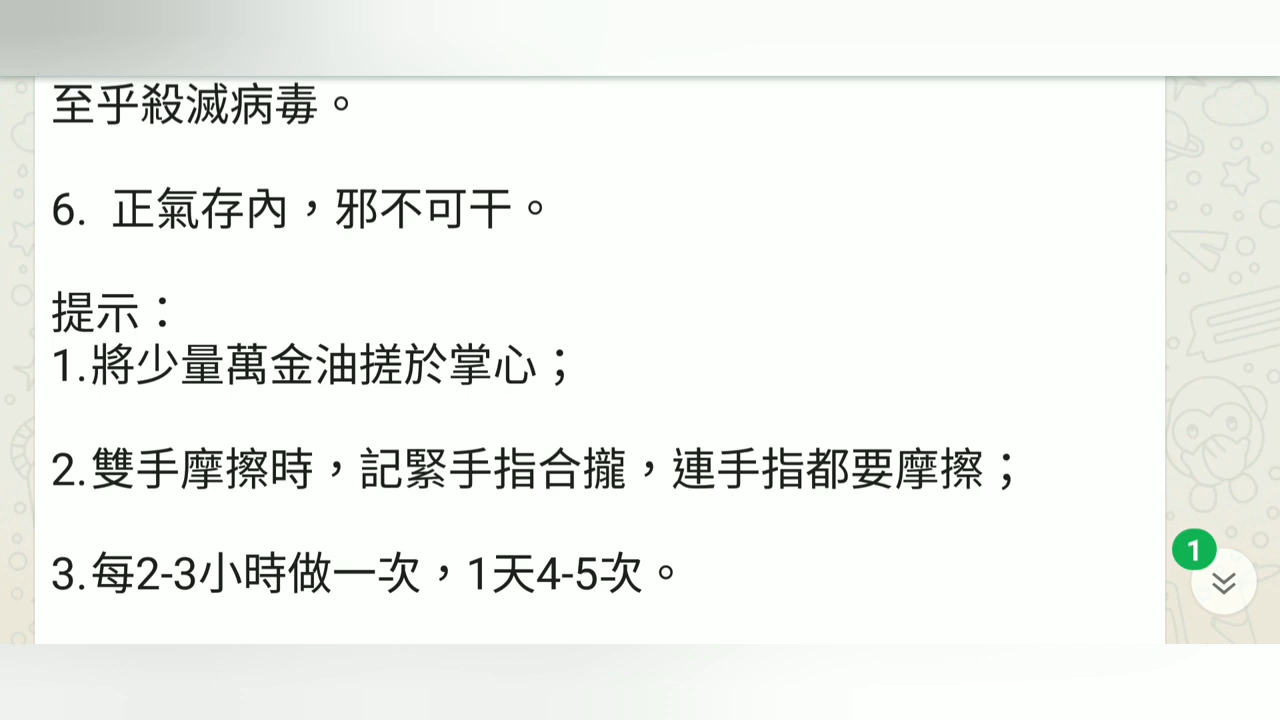 至乎殺滅病毒。
6. 正氣存內，邪不可干。
提示：
1.將少量萬金油搓於掌心；
2.雙手摩擦時，記緊手指合攏，連手指都要摩擦；
3.每2-3小時做一次，1天4-5次。
1